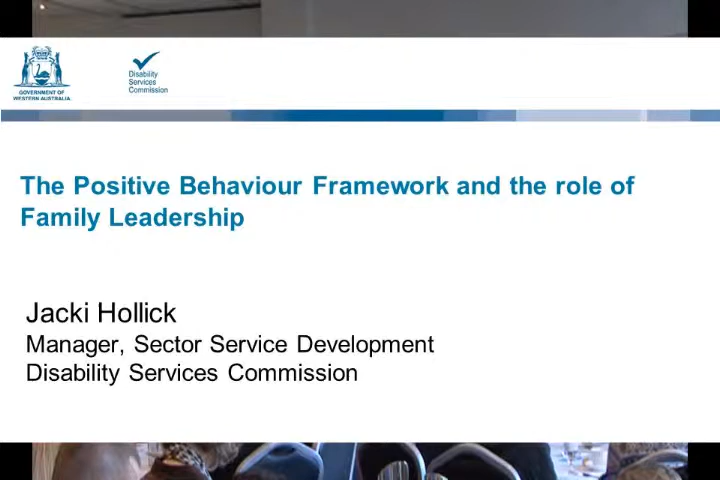 GOVERNMENT OF
WESTERN AUSTRALIA
Disability
Services
Commission
The Positive Behaviour Framework and the role of
Family Leadership
Jacki Hollick
Manager, Sector Service Development
Disability Services Commission